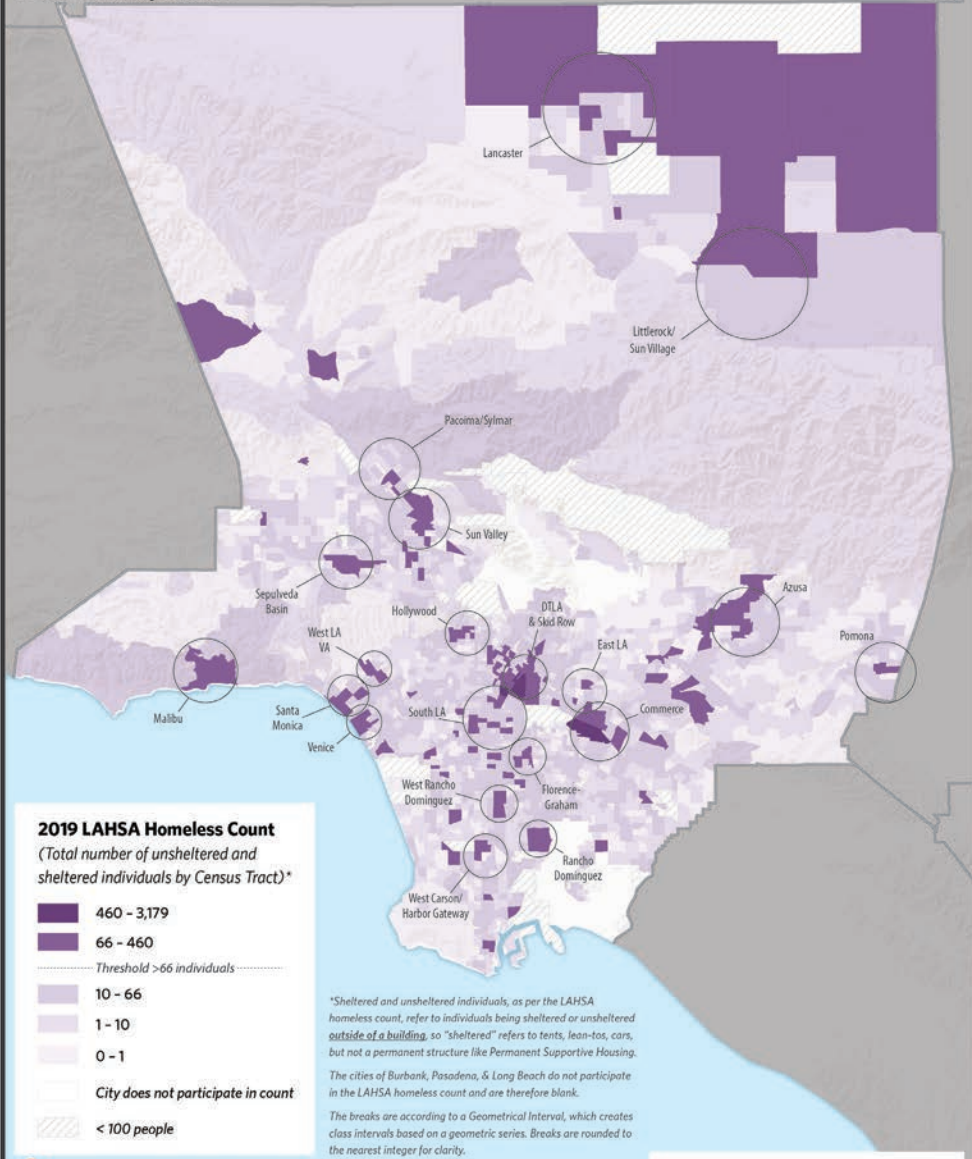 Lancaster
Littlerock/
Sun Village
Pacoima/Sylmar
Sun Valley
Sepulveda
Basin
Hollywood
DTLA
& Skid Row
Azusa
West LA
VA
East LA
Pomona
Malibu
Santa
Monica
South LA
Commerce
Venice
West Rancho
Dominguez
Florence-
Graham
Rancho
Dominguez
West Carson/
Harbor Gateway
2019 LAHSA Homeless Count
(Total number of unsheltered and
sheltered individuals by Census Tract)*
460 – 3,179
66 – 460
Threshold >66 individuals
10 – 66
1 – 10
0 – 1
City does not participate in count
< 100 people
*Sheltered and unsheltered individuals, as per the LAHSA
homeless count, refer to individuals being sheltered or unsheltered
outside of a building, so "sheltered" refers to tents, lean-tos, cars,
but not a permanent structure like Permanent Supportive Housing.
The cities of Burbank, Pasadena, & Long Beach do not participate
in the LAHSA homeless count and are therefore blank.
The breaks are according to a Geometrical Interval, which creates
class intervals based on a geometric series. Breaks are rounded to
the nearest integer for clarity.